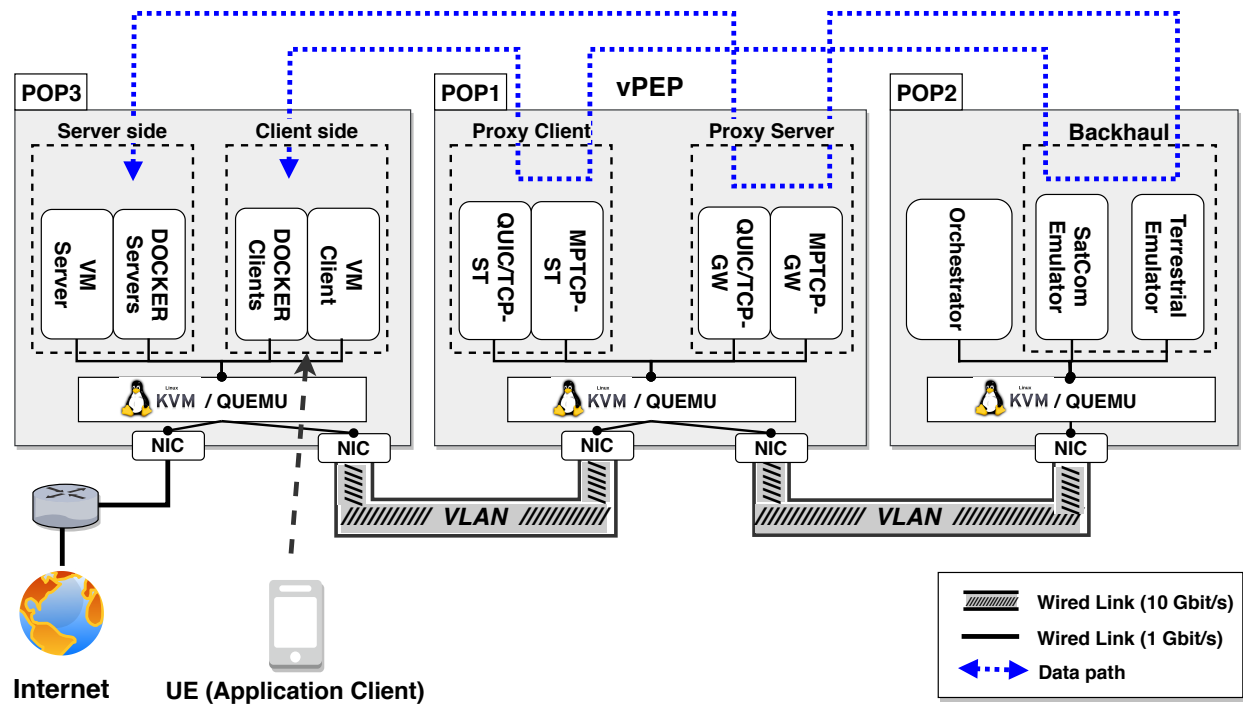 POP3
POP1
vPEP
POP2
Server side
Client side
Proxy Client
Proxy Server
Backhaul
VM
Server
DOCKER
Servers
DOCKER
Clients
VM
Client
QUIC/TCP-
ST
MPTCP-
ST
QUIC/TCP-
GW
MPTCP-
GW
Orchestrator
SatCom
Emulator
Terrestrial
Emulator
Linux
KVM / QUEMU
Linux
KVM / QUEMU
Linux
KVM / QUEMU
NIC
NIC
NIC
NIC
NIC
VLAN
VLAN
Wired Link (10 Gbit/s)
Wired Link (1 Gbit/s)
Data path
Internet
UE (Application Client)